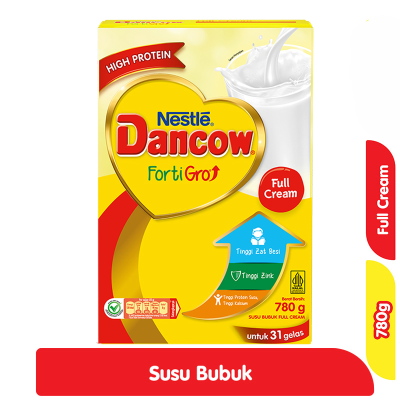 HIGH PROTEIN
Nestlé
Dancow
FortiGro
Full
Cream
Tinggi Zat Besi
Tinggi Zink
Tinggi Protein Susu,
Tinggi Kalsium
Berat Bersih:
780 g
SUSU BUBUK FULL CREAM
untuk 31 gelas
Full Cream
780g
Susu Bubuk